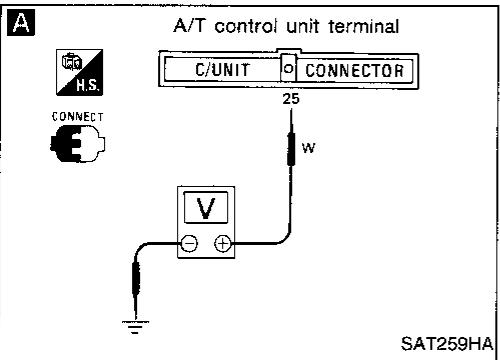 A
A/T control unit terminal
H.S.
C/UNIT O CONNECTOR
CONNECT
25
W
V
SAT259HA